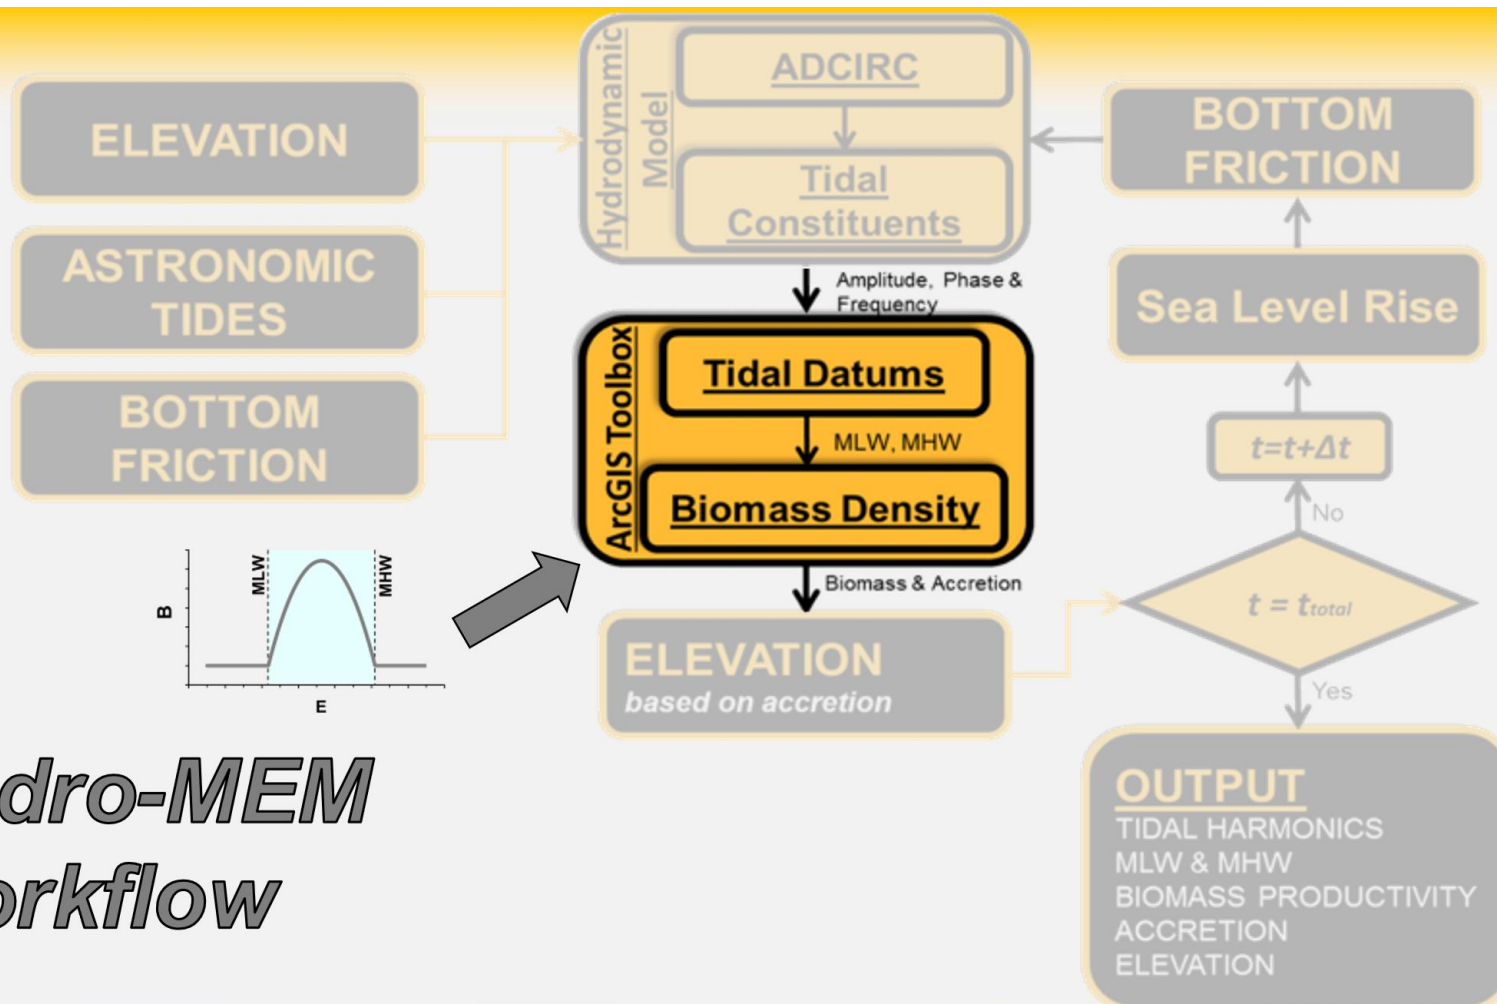 ELEVATION
ASTRONOMIC
TIDES
BOTTOM
FRICTION
Hydrodynamic
Model
ADCIRC
Tidal
Constituents
Amplitude, Phase &
Frequency
ArcGIS Toolbox
Tidal Datums
MLW, MHW
Biomass Density
Biomass & Accretion
ELEVATION
based on accretion
BOTTOM
FRICTION
Sea Level Rise
t=t+Δt
No
t = ttotal
Yes
OUTPUT
TIDAL HARMONICS
MLW & MHW
BIOMASS PRODUCTIVITY
ACCRETION
ELEVATION
B
MLW
MHW
E
dro-MEM
orkflow